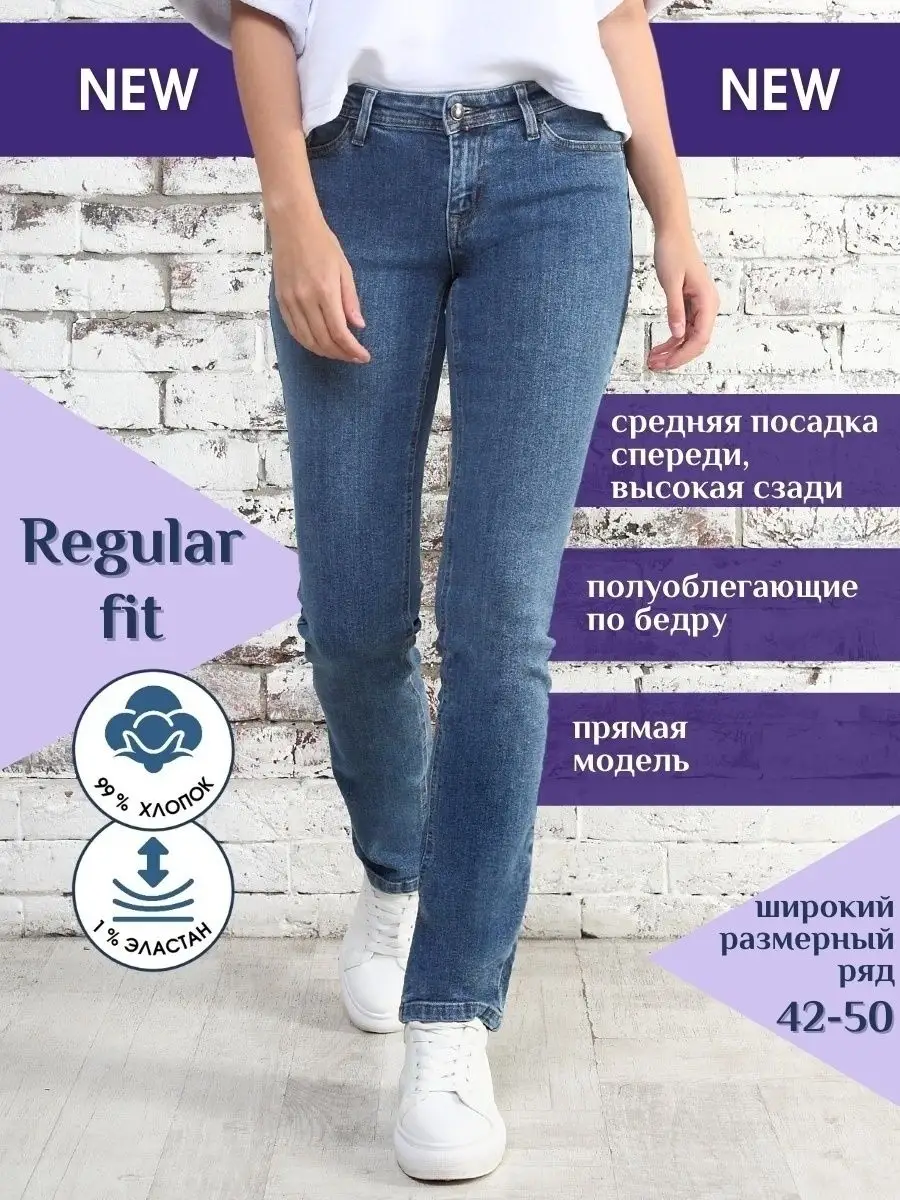 NEW
NEW
средняя посадка
спереди,
высокая сзади
Regular
fit
полуоблегающие
по бедру
прямая
модель
99% ХЛОПОК
1% ЭЛАСТАН
широкий
размерный
ряд
42-50